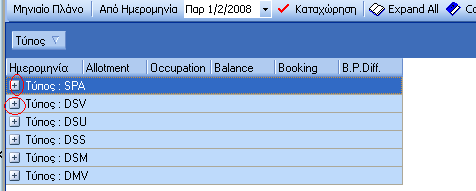 Μηνιαίο Πλάνο Από Ημερομηνία Παρ 1/2/2008 Καταχώρηση Expand All
Τύπος
Ημερομηνία Allotment Occupation Balance Booking B.P.Diff.
Τύπος : SPA
Τύπος : DSV
Τύπος : DSU
Τύπος : DSS
Τύπος : DSM
Τύπος : DMV